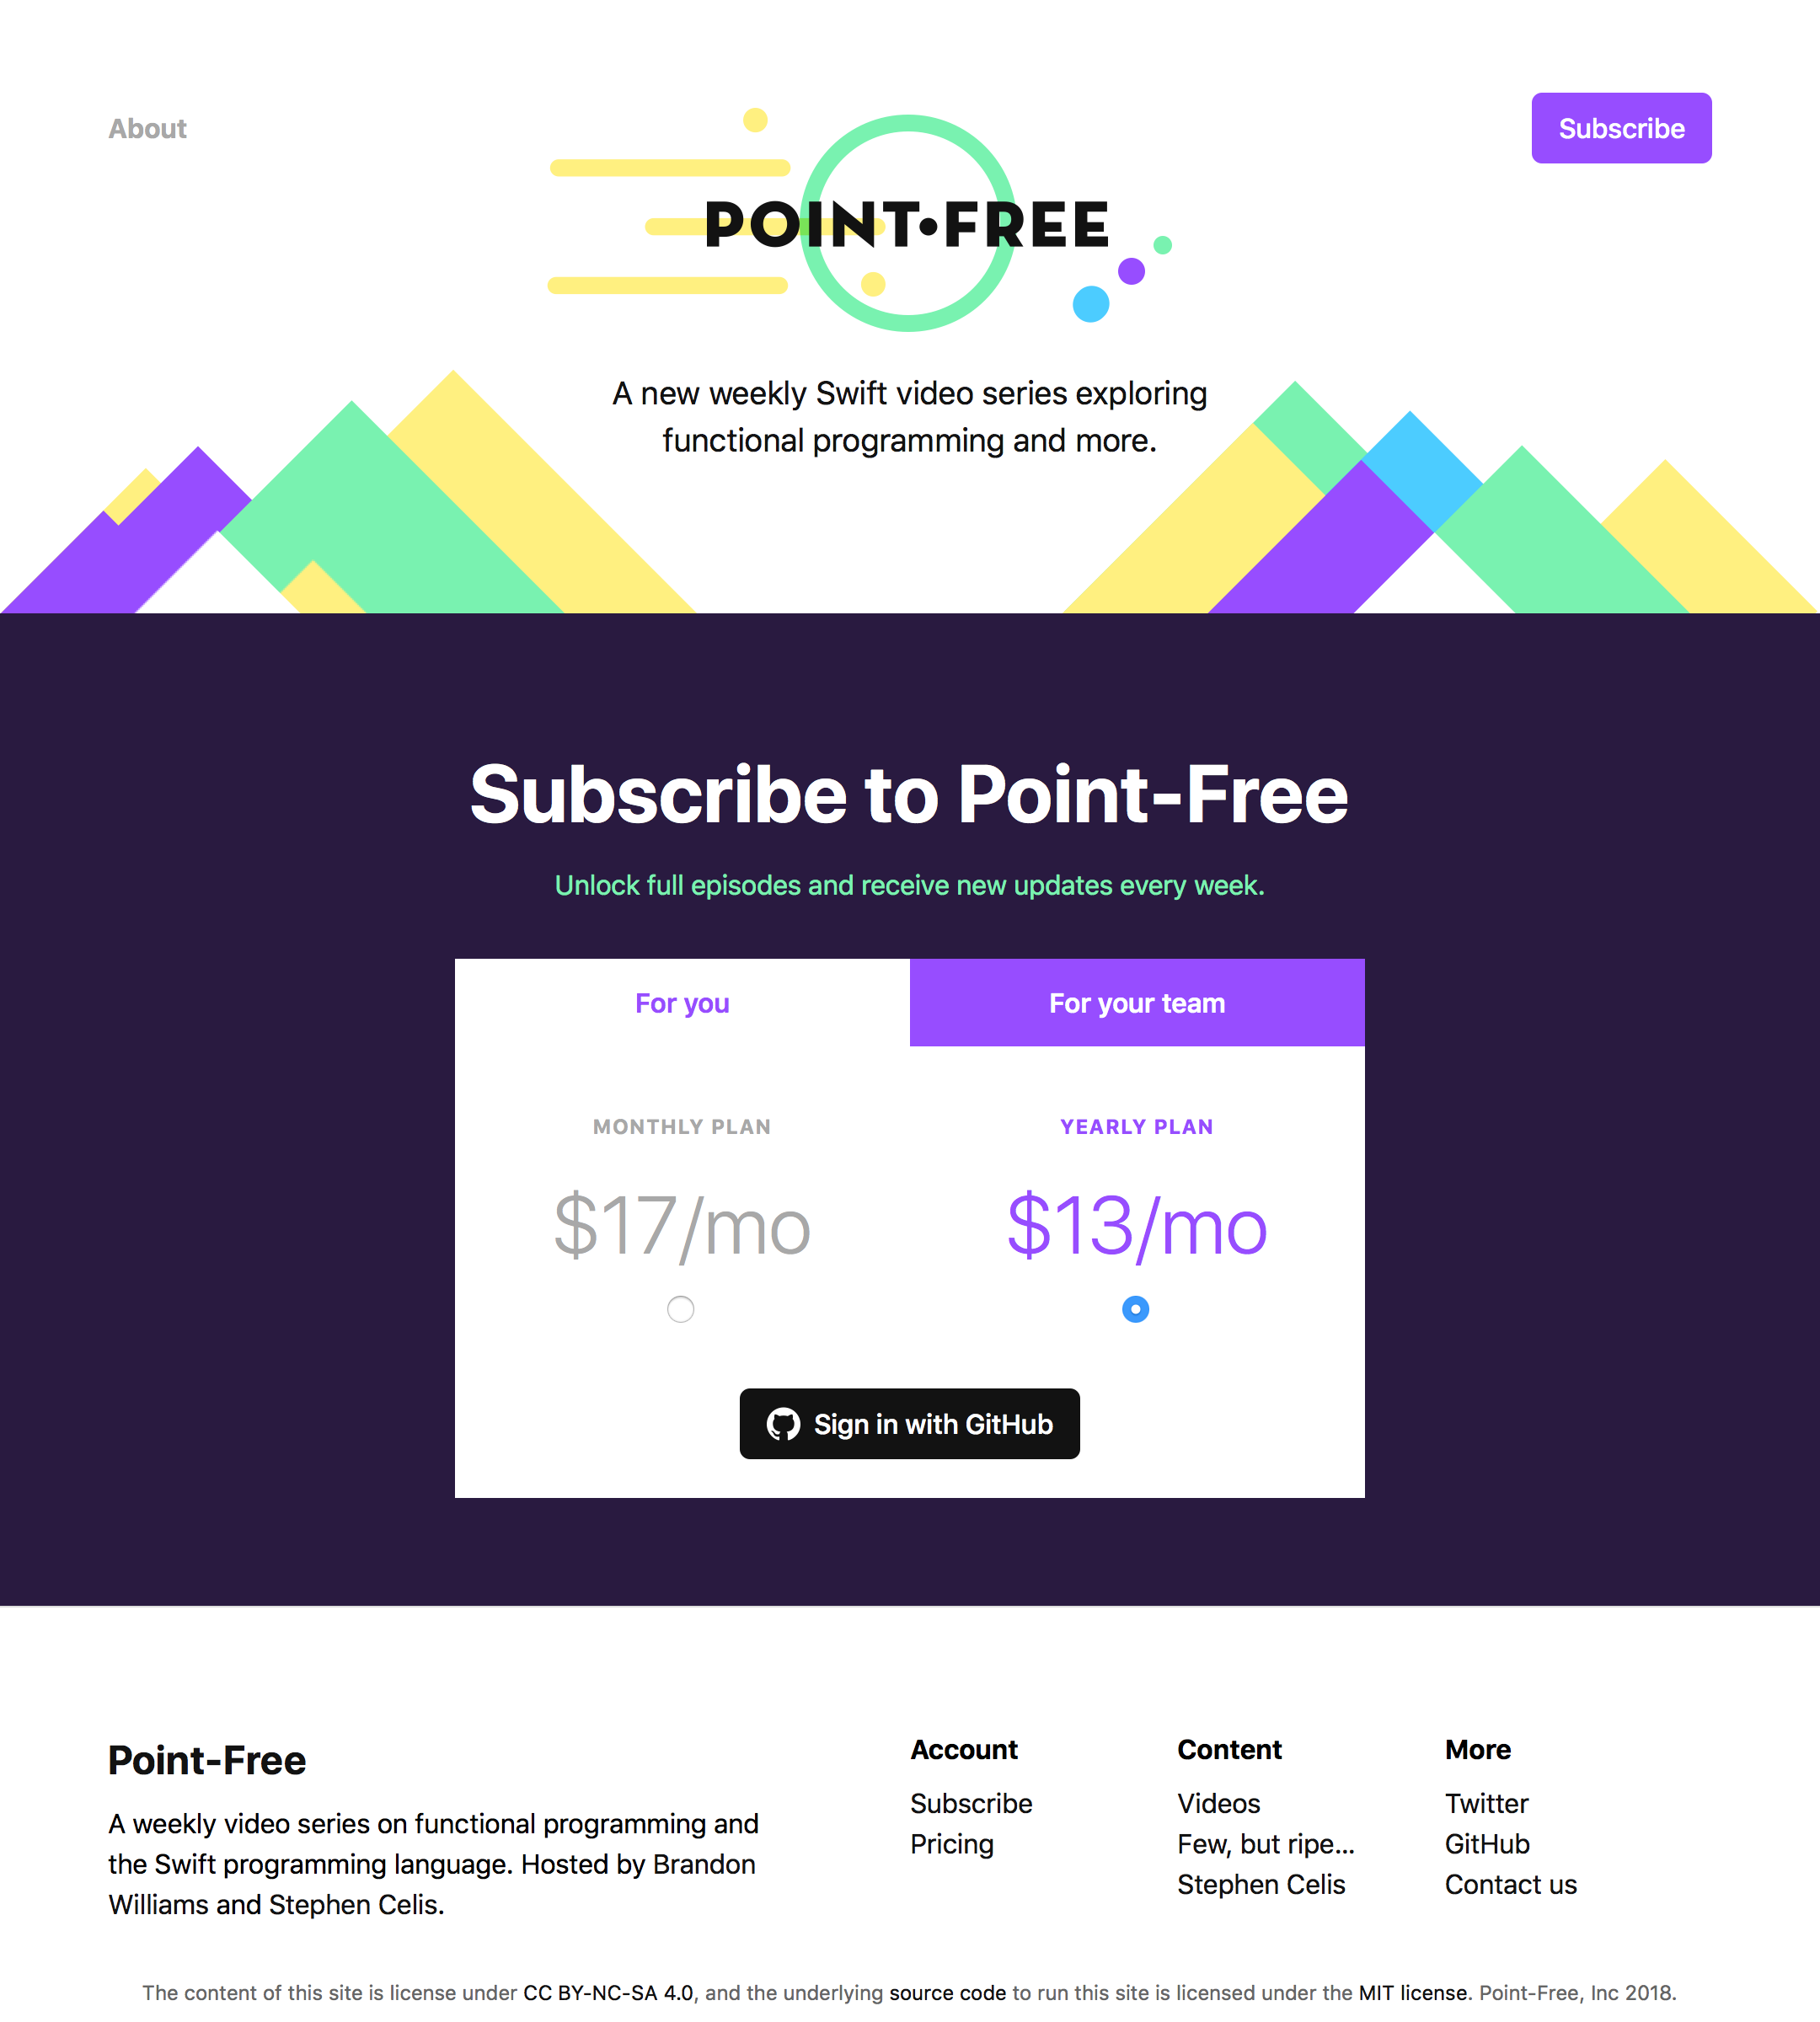 About
Subscribe
POINT•FREE
A new weekly Swift video series exploring
functional programming and more.
Subscribe to Point-Free
Unlock full episodes and receive new updates every week.
For you
For your team
MONTHLY PLAN
YEARLY PLAN
$17/mo
$13/mo
Sign in with GitHub
Point-Free
A weekly video series on functional programming and
the Swift programming language. Hosted by Brandon
Williams and Stephen Celis.
Account
Subscribe
Pricing
Content
Videos
Few, but ripe...
Stephen Celis
More
Twitter
GitHub
Contact us
The content of this site is license under CC BY-NC-SA 4.0, and the underlying source code to run this site is licensed under the MIT license. Point-Free, Inc 2018.